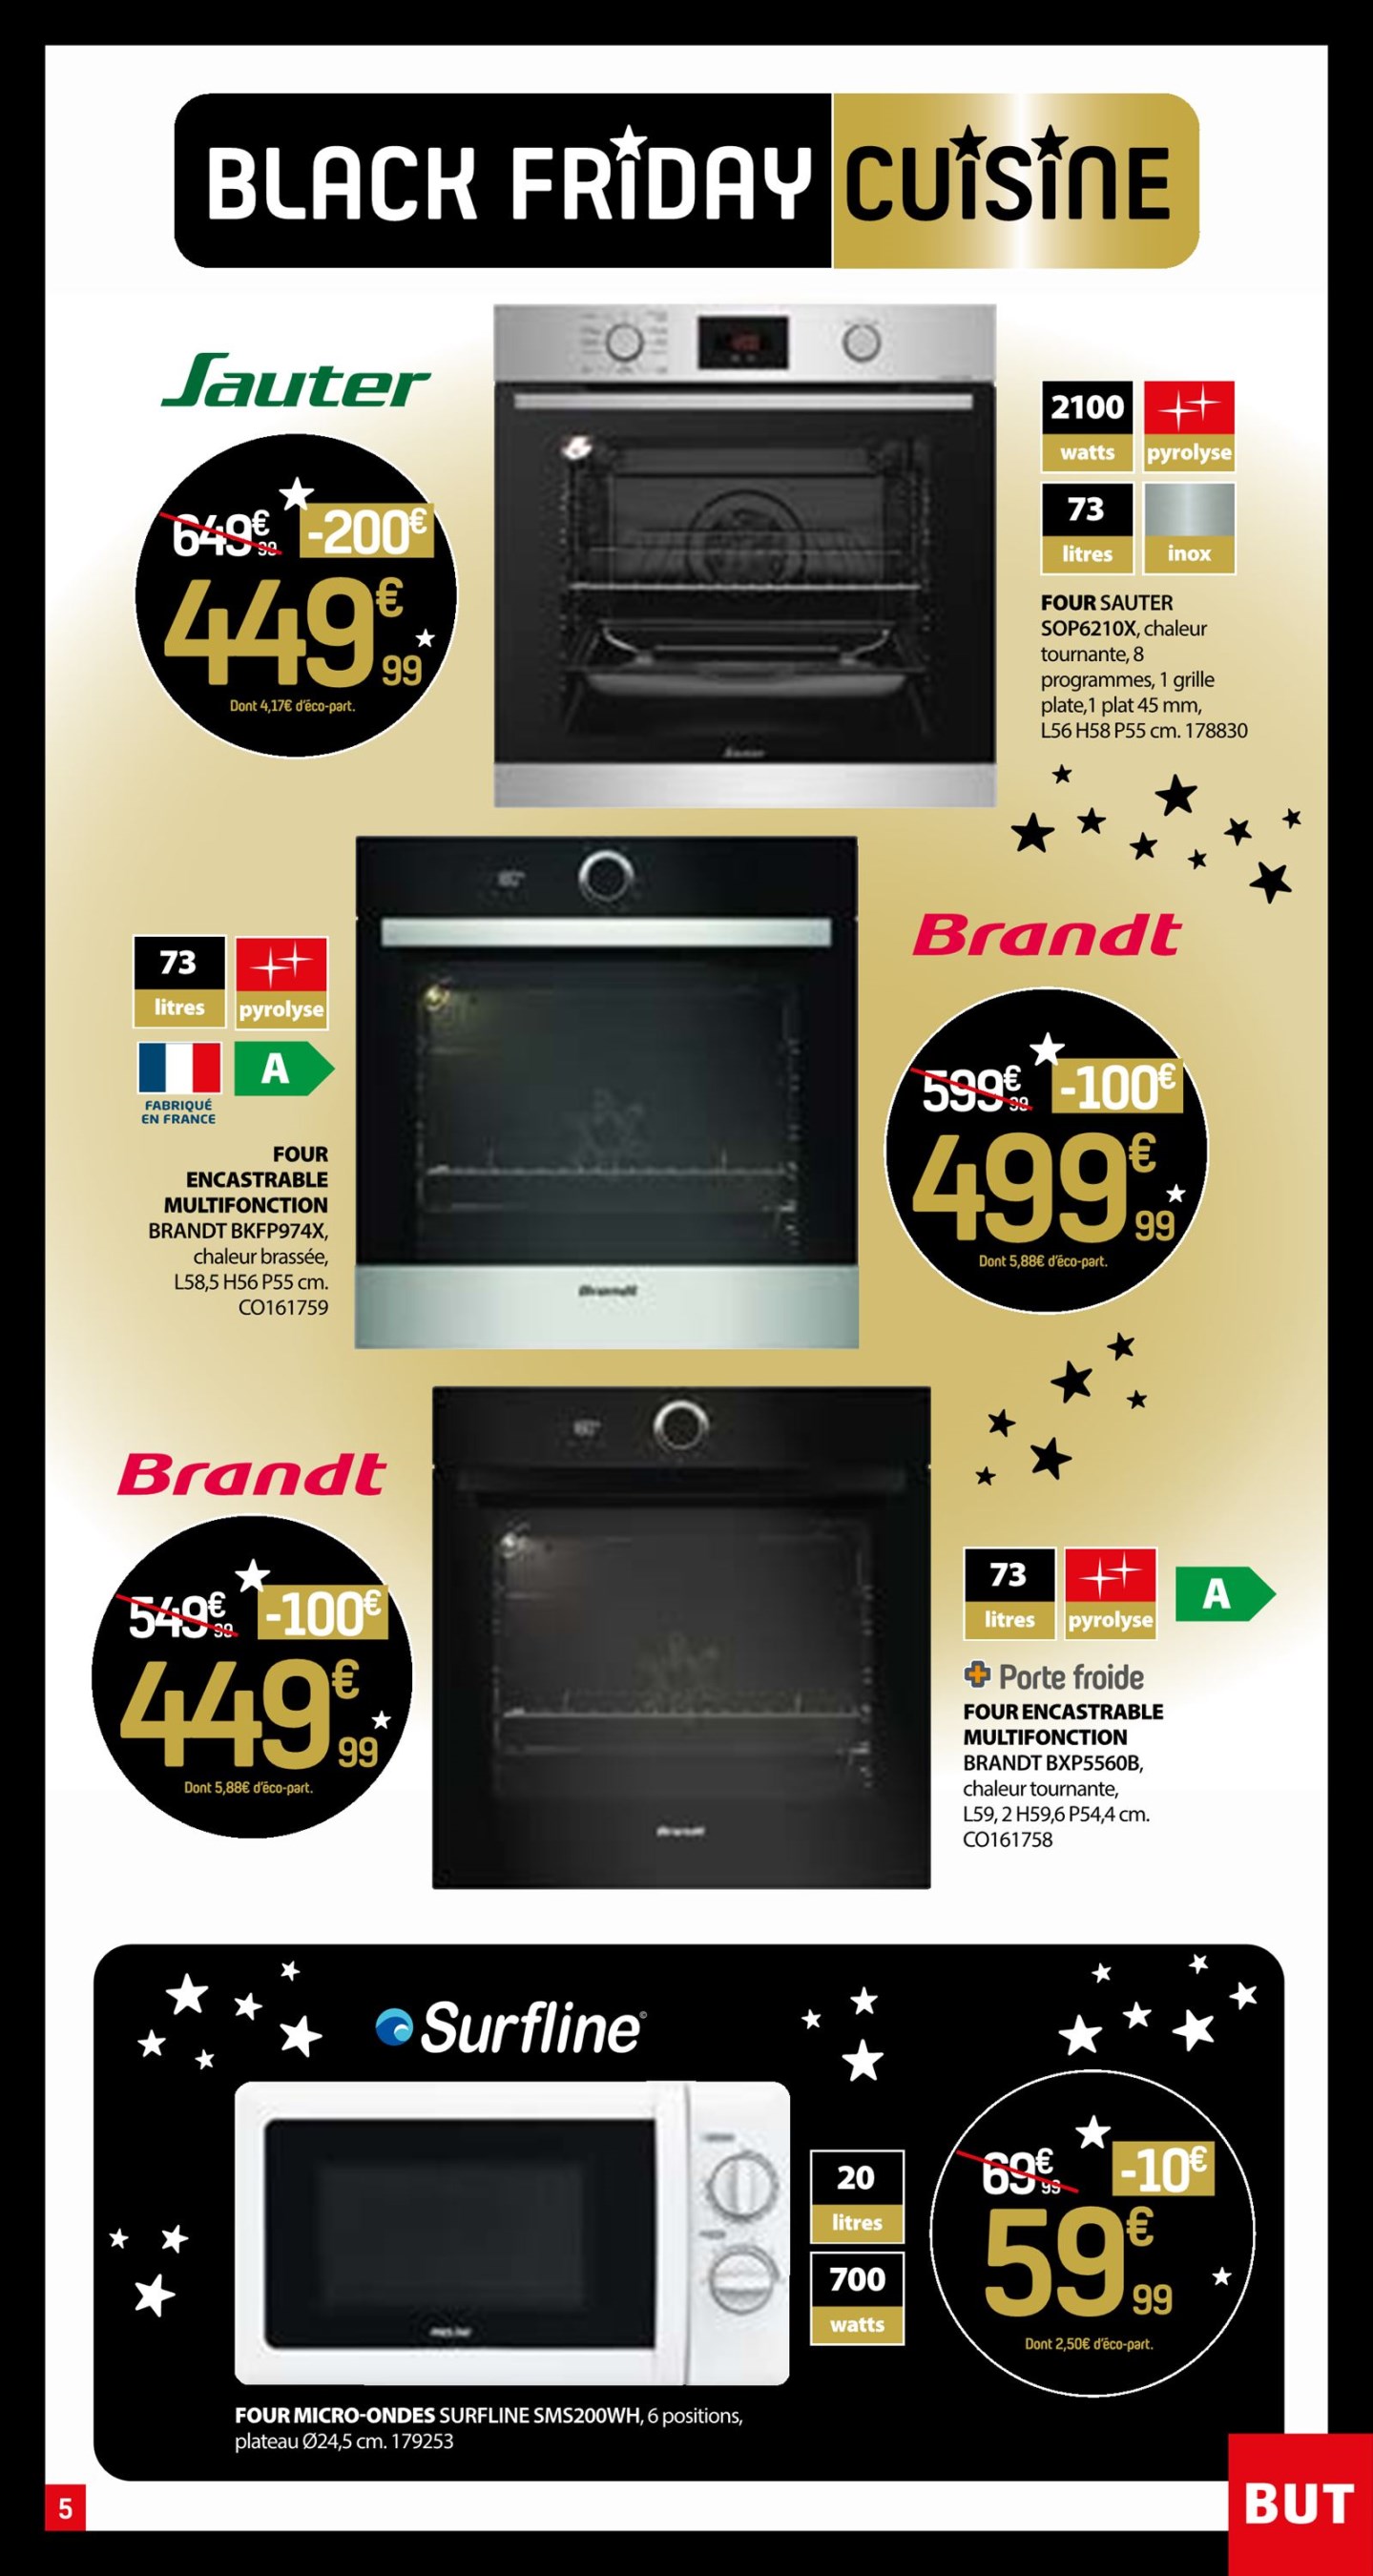 BLACK FRIDAY CUISINE
Sauter
649€99 -200€
449€99
Dont 4,17€ d'éco-part.
2100
watts
pyrolyse
73
litres
inox
FOUR SAUTER
SOP6210X, chaleur
tournante, 8
programmes, 1 grille
plate,1 plat 45 mm,
L56 H58 P55 cm. 178830
73
litres
pyrolyse
FABRIQUÉ
EN FRANCE
A
FOUR
ENCASTRABLE
MULTIFONCTION
BRANDT BKFP974X,
chaleur brassée,
L58,5 H56 P55 cm.
CO161759
Brandt
Brandt
599€99 -100€
499€99
Dont 5,88€ d'éco-part.
Brandt
549€99 -100€
449€99
Dont 5,88€ d'éco-part.
Brandt
73
litres
pyrolyse
A
Porte froide
FOUR ENCASTRABLE
MULTIFONCTION
BRANDT BXP5560B,
chaleur tournante,
L59, 2 H59,6 P54,4 cm.
CO161758
Surfline
20
litres
700
watts
69€99 -10€
59€99
Dont 2,50€ d'éco-part.
FOUR MICRO-ONDES SURFLINE SMS200WH, 6 positions,
plateau Ø24,5 cm. 179253
5
BUT